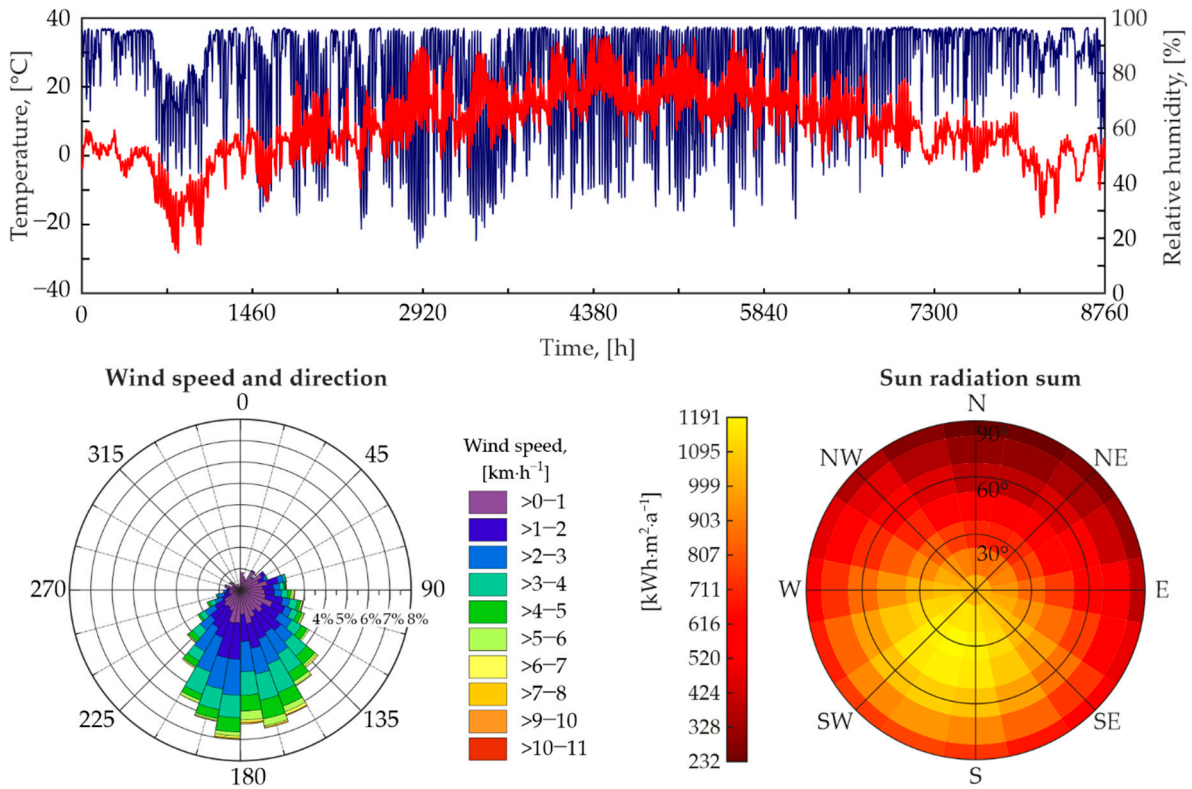 Temperature, [°C]
40
20
0
−20
−40
100
80
60
40
20
0
Relative humidity, [%]
0 1460 2920 4380 5840 7300 8760
Time, [h]
Wind speed and direction
0
45
90
135
180
225
270
315
4% 5% 6% 7% 8%
Wind speed,
[km·h⁻¹]
>0−1
>1−2
>2−3
>3−4
>4−5
>5−6
>6−7
>7−8
>9−10
>10−11
Sun radiation sum
[kWh·m²·a⁻¹]
1191
1095
999
903
807
711
616
520
424
328
232
N
NE
E
SE
S
SW
W
NW
90°
60°
30°